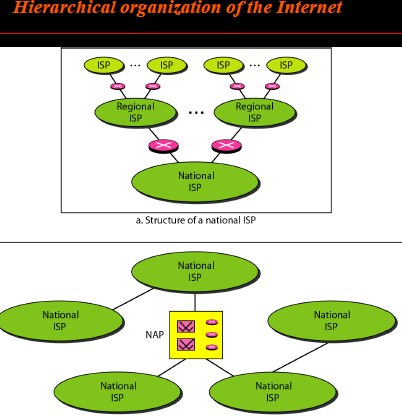 Hierarchical organization of the Internet
ISP ... ISP ISP ... ISP
Regional
ISP
...
Regional
ISP
National
ISP
a. Structure of a national ISP
National
ISP
National
ISP
NAP
National
ISP
National
ISP
National
ISP